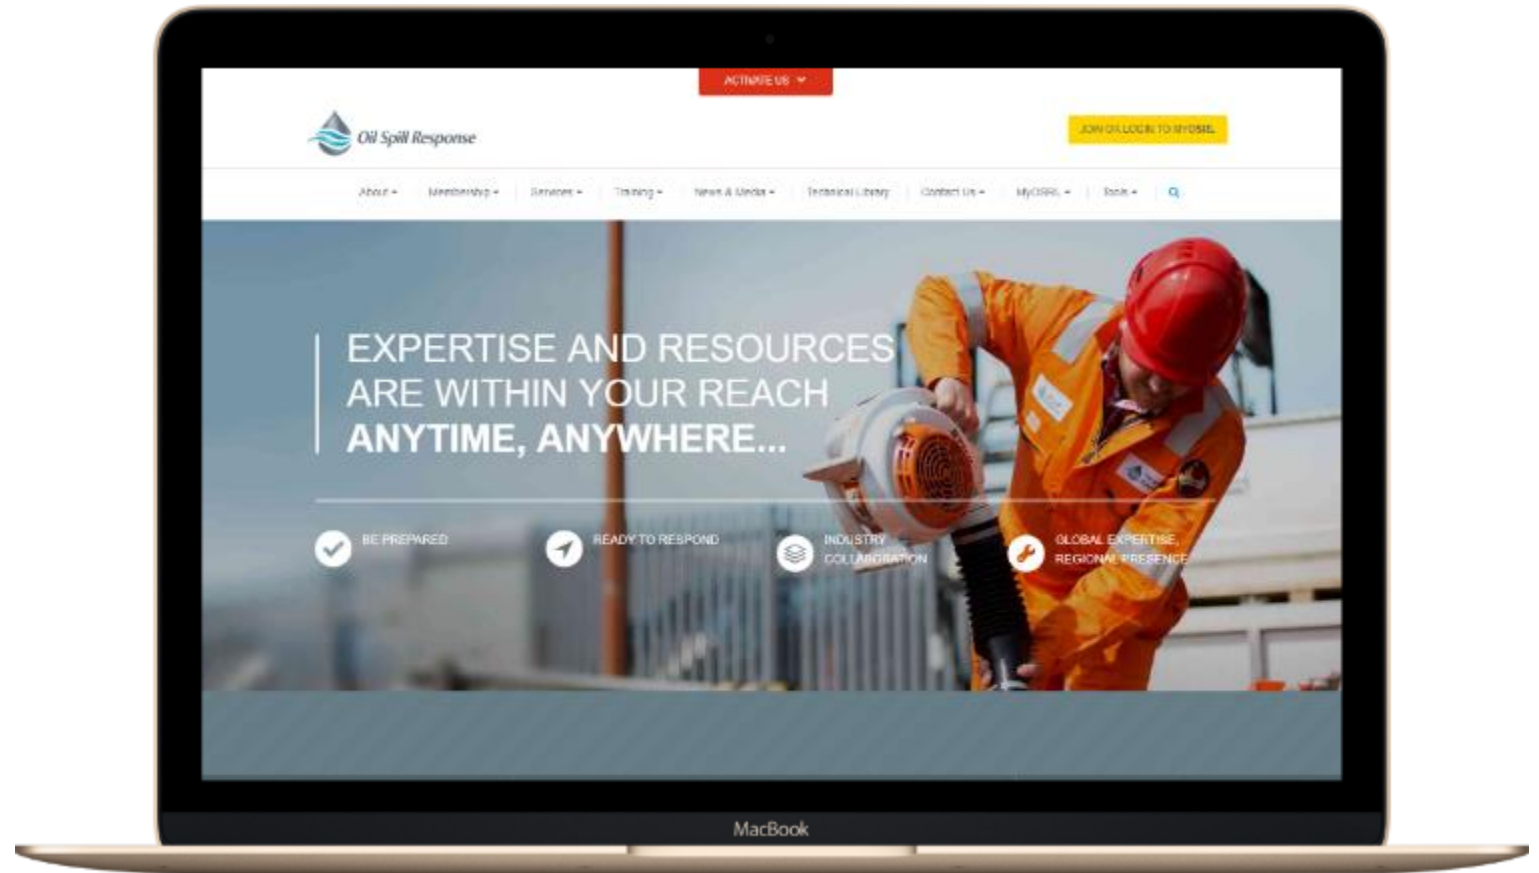 ACTIVATE US
Oil Spill Response
JOIN OR LOGIN TO MYOSRL
About
Membership
Services
Training
News & Media
Technical Library
Contact Us
MyOSRL
Tools
EXPERTISE AND RESOURCES
ARE WITHIN YOUR REACH
ANYTIME, ANYWHERE...
BE PREPARED
READY TO RESPOND
INDUSTRY
COLLABORATION
GLOBAL EXPERTISE,
REGIONAL PRESENCE
MacBook